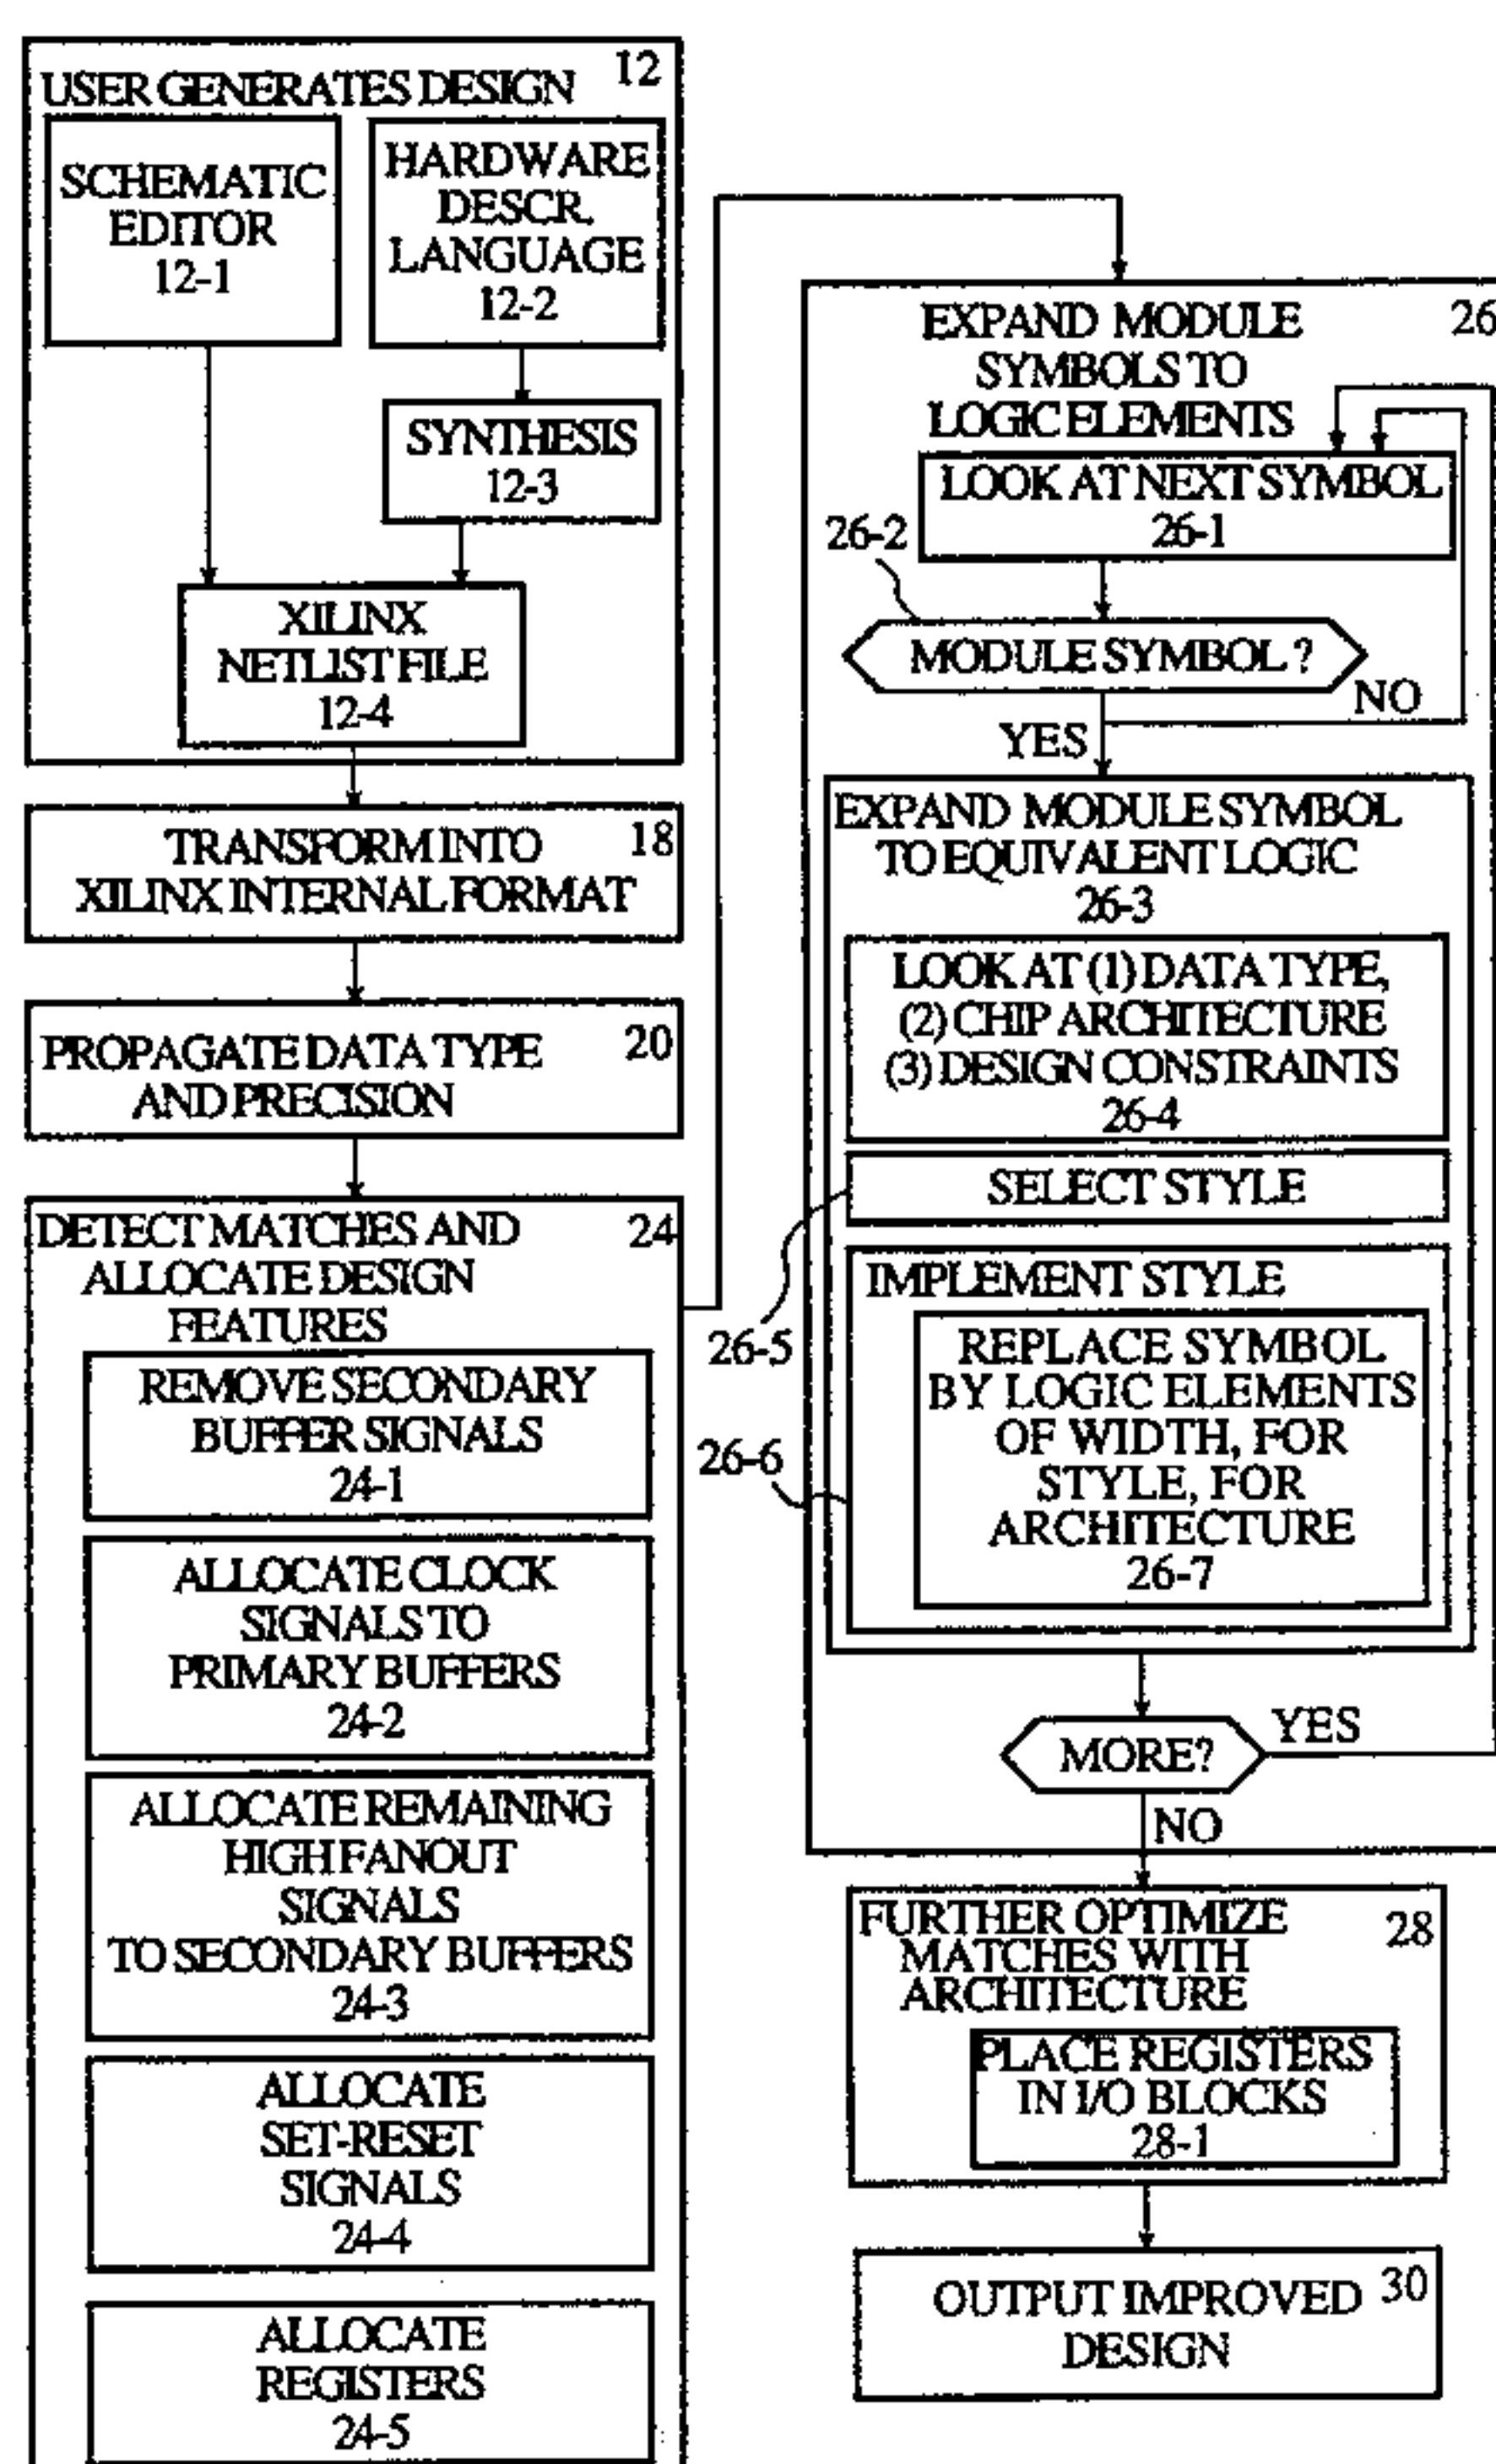 USER GENERATES DESIGN 12
SCHEMATIC
EDITOR
12-1
HARDWARE
DESCR.
LANGUAGE
12-2
SYNTHESIS
12-3
XILINX
NETLIST FILE
12-4
TRANSFORM INTO 18
XILINX INTERNAL FORMAT
PROPAGATE DATA TYPE 20
AND PRECISION
DETECT MATCHES AND 24
ALLOCATE DESIGN
FEATURES
REMOVE SECONDARY
BUFFER SIGNALS
24-1
ALLOCATE CLOCK
SIGNALS TO
PRIMARY BUFFERS
24-2
ALLOCATE REMAINING
HIGH FANOUT
SIGNALS
TO SECONDARY BUFFERS
24-3
ALLOCATE
SET-RESET
SIGNALS
24-4
ALLOCATE
REGISTERS
24-5
EXPAND MODULE 26
SYMBOLS TO
LOGIC ELEMENTS
LOOK AT NEXT SYMBOL
26-1
26-2
MODULE SYMBOL ?
NO
YES
EXPAND MODULE SYMBOL
TO EQUIVALENT LOGIC
26-3
LOOK AT (1) DATA TYPE,
(2) CHIP ARCHITECTURE
(3) DESIGN CONSTRAINTS
26-4
SELECT STYLE
26-5
IMPLEMENT STYLE
26-6
REPLACE SYMBOL
BY LOGIC ELEMENTS
OF WIDTH, FOR
STYLE, FOR
ARCHITECTURE
26-7
MORE?
YES
NO
FURTHER OPTIMIZE 28
MATCHES WITH
ARCHITECTURE
PLACE REGISTERS
IN I/O BLOCKS
28-1
OUTPUT IMPROVED 30
DESIGN